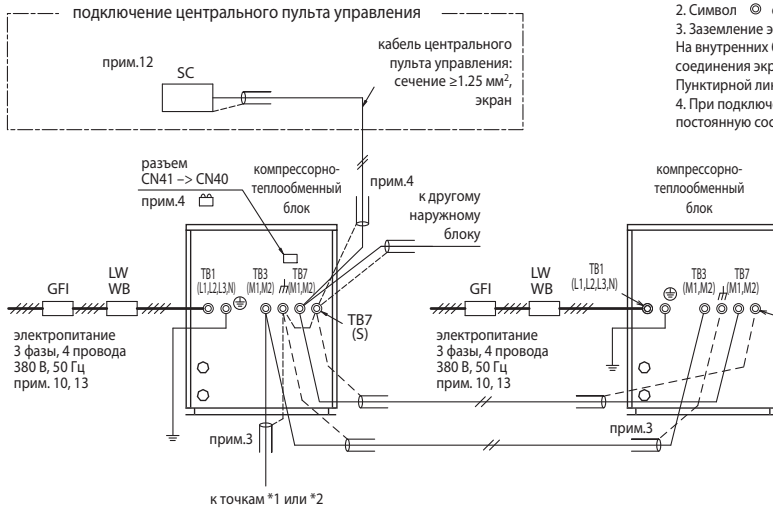 подключение центрального пульта управления
прим.12
SC
кабель центрального
пульта управления:
сечение ≥1.25 мм²,
экран
2. Символ ◎
3. Заземление
На внутренних
соединения
Пунктирной
4. При
постоянную
разъем
CN41 –> CN40
прим.4
компрессорно-
теплообменный
блок
прим.4
к другому
наружному
блоку
компрессорно-
теплообменный
блок
GFI
LW
WB
TB1
(L1,L2,L3,N)
TB3
(M1,M2)
TB7
(M1,M2)
TB7
(S)
электропитание
3 фазы, 4 провода
380 В, 50 Гц
прим. 10, 13
GFI
LW
WB
TB1
(L1,L2,L3,N)
TB3
(M1,M2)
TB7
(M1,M2)
электропитание
3 фазы, 4 провода
380 В, 50 Гц
прим. 10, 13
прим.3
прим.3
к точкам *1 или *2